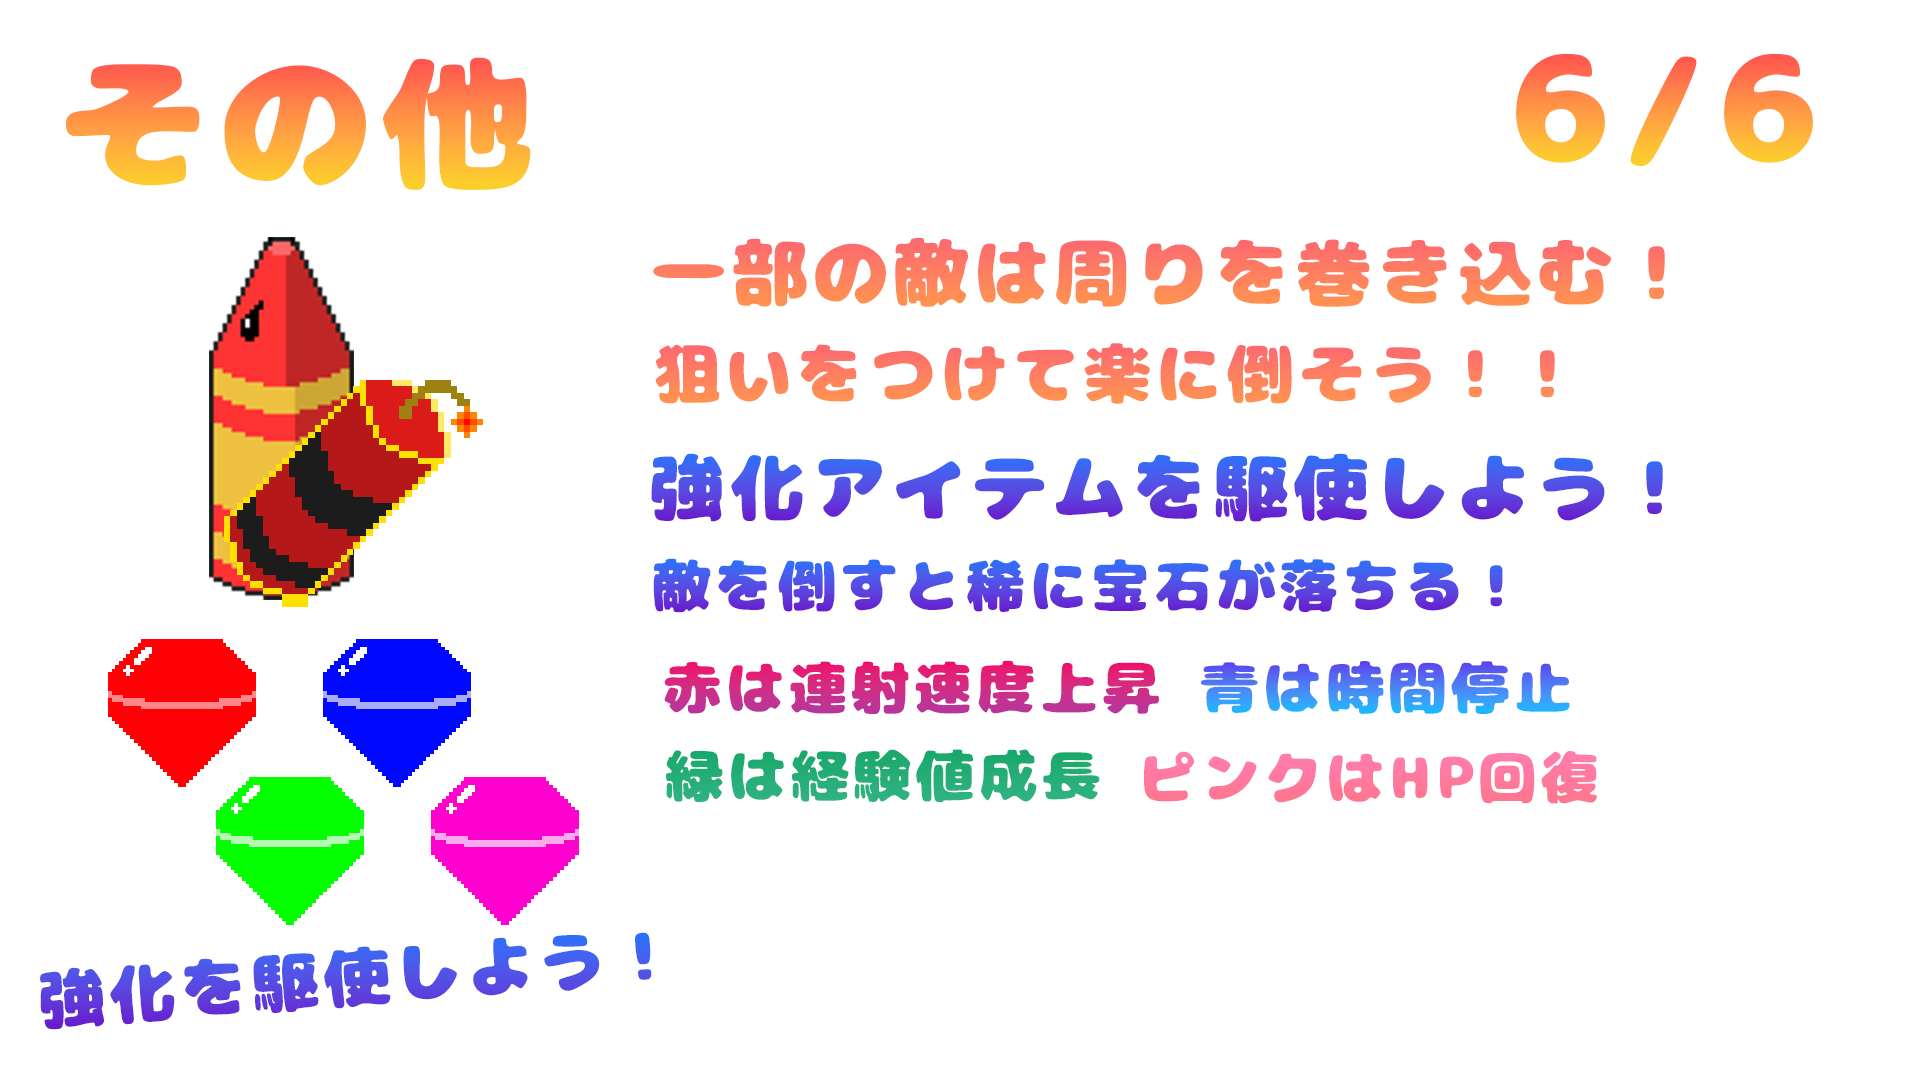 その他
6/6
一部の敵は周りを巻き込む！
狙いをつけて楽に倒そう！！
強化アイテムを駆使しよう！
敵を倒すと稀に宝石が落ちる！
赤は連射速度上昇 青は時間停止
緑は経験値成長 ピンクはHP回復
強化を駆使しよう！